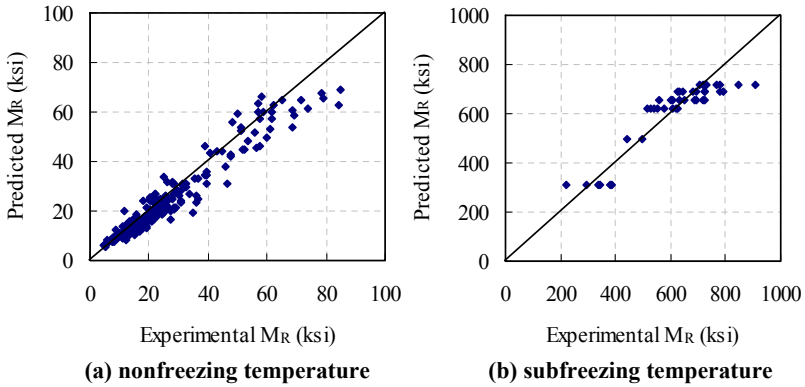 100
80
60
40
20
0
0 20 40 60 80 100
Predicted MR (ksi)
Experimental MR (ksi)
(a) nonfreezing temperature
1000
800
600
400
200
0
0 200 400 600 800 1000
Predicted MR (ksi)
Experimental MR (ksi)
(b) subfreezing temperature